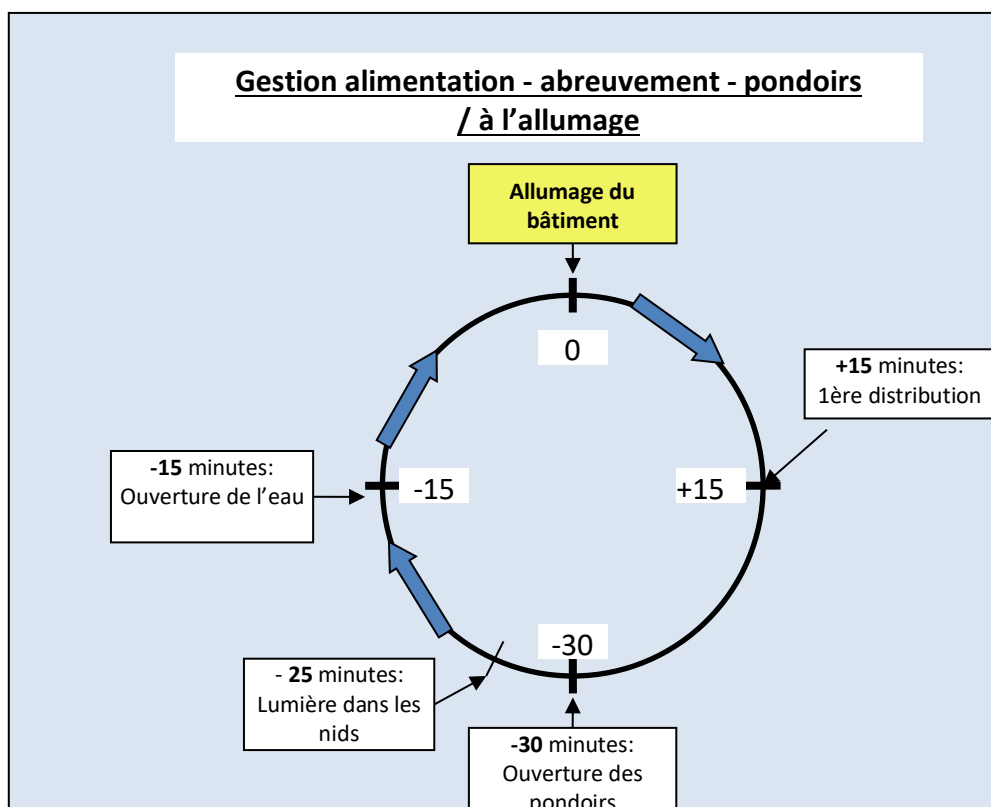 Gestion alimentation - abreuvement - pondoirs
/ à l’allumage
Allumage du
bâtiment
0
+15 minutes:
1ère distribution
-15 minutes:
Ouverture de l’eau
-15
+15
-30
- 25 minutes:
Lumière dans les
nids
-30 minutes:
Ouverture des
pondoirs